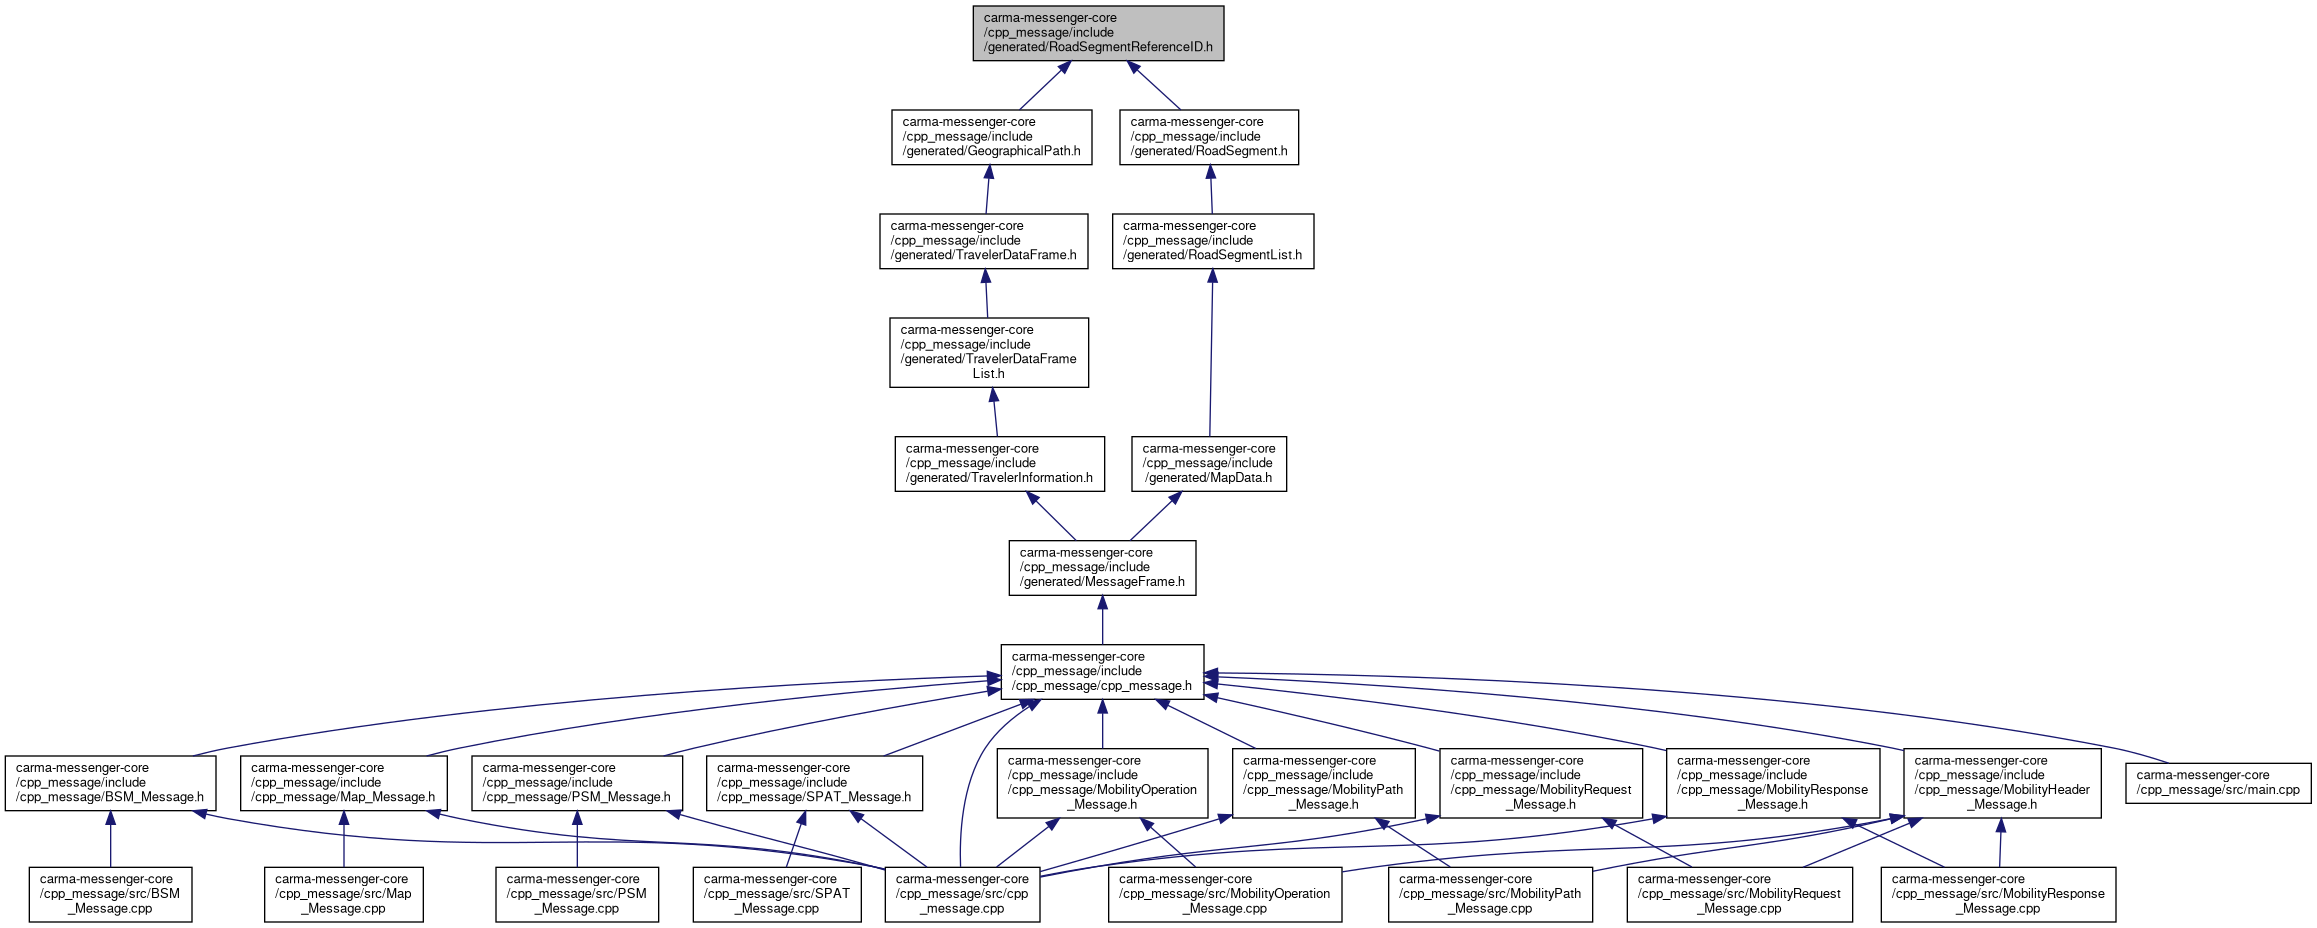 carma-messenger-core
/cpp_message/include
/generated/RoadSegmentReferenceID.h
carma-messenger-core
/cpp_message/include
/generated/GeographicalPath.h
carma-messenger-core
/cpp_message/include
/generated/RoadSegment.h
carma-messenger-core
/cpp_message/include
/generated/TravelerDataFrame.h
carma-messenger-core
/cpp_message/include
/generated/RoadSegmentList.h
carma-messenger-core
/cpp_message/include
/generated/TravelerDataFrame
List.h
carma-messenger-core
/cpp_message/include
/generated/TravelerInformation.h
carma-messenger-core
/cpp_message/include
/generated/MapData.h
carma-messenger-core
/cpp_message/include
/generated/MessageFrame.h
carma-messenger-core
/cpp_message/include
/cpp_message/cpp_message.h
carma-messenger-core
/cpp_message/include
/cpp_message/BSM_Message.h
carma-messenger-core
/cpp_message/include
/cpp_message/Map_Message.h
carma-messenger-core
/cpp_message/include
/cpp_message/PSM_Message.h
carma-messenger-core
/cpp_message/include
/cpp_message/SPAT_Message.h
carma-messenger-core
/cpp_message/include
/cpp_message/MobilityOperation
_Message.h
carma-messenger-core
/cpp_message/include
/cpp_message/MobilityPath
_Message.h
carma-messenger-core
/cpp_message/include
/cpp_message/MobilityRequest
_Message.h
carma-messenger-core
/cpp_message/include
/cpp_message/MobilityResponse
_Message.h
carma-messenger-core
/cpp_message/include
/cpp_message/MobilityHeader
_Message.h
carma-messenger-core
/cpp_message/src/main.cpp
carma-messenger-core
/cpp_message/src/BSM
_Message.cpp
carma-messenger-core
/cpp_message/src/Map
_Message.cpp
carma-messenger-core
/cpp_message/src/PSM
_Message.cpp
carma-messenger-core
/cpp_message/src/SPAT
_Message.cpp
carma-messenger-core
/cpp_message/src/cpp
_message.cpp
carma-messenger-core
/cpp_message/src/MobilityOperation
_Message.cpp
carma-messenger-core
/cpp_message/src/MobilityPath
_Message.cpp
carma-messenger-core
/cpp_message/src/MobilityRequest
_Message.cpp
carma-messenger-core
/cpp_message/src/MobilityResponse
_Message.cpp